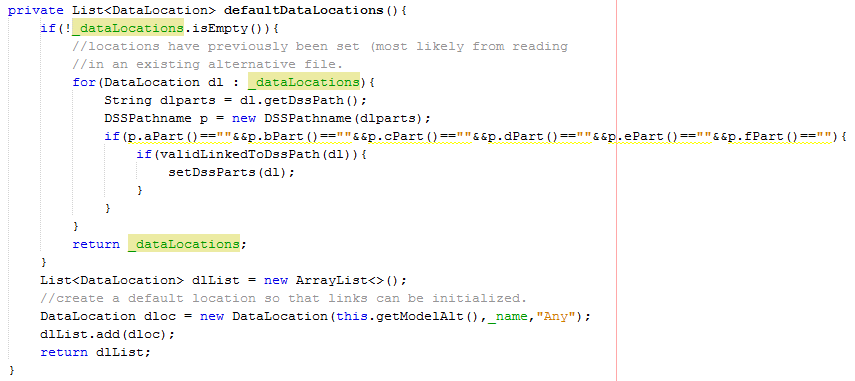 private List<DataLocation> defaultDataLocations(){
    if(!_dataLocations.isEmpty()){
        //locations have previously been set (most likely from reading
        //in an existing alternative file.
        for(DataLocation dl : _dataLocations){
            String dlparts = dl.getDssPath();
            DSSPathname p = new DSSPathname(dlparts);
            if(p.aPart()==""&&p.bPart()==""&&p.cPart()==""&&p.dPart()==""&&p.ePart()==""&&p.fPart()==""){
                if(validLinkedToDssPath(dl)){
                    setDssParts(dl);
                }
            }
        }
        return _dataLocations;
    }
    List<DataLocation> dlList = new ArrayList<>();
    //create a default location so that links can be initialized.
    DataLocation dloc = new DataLocation(this.getModelAlt(),_name,"Any");
    dlList.add(dloc);
    return dlList;
}